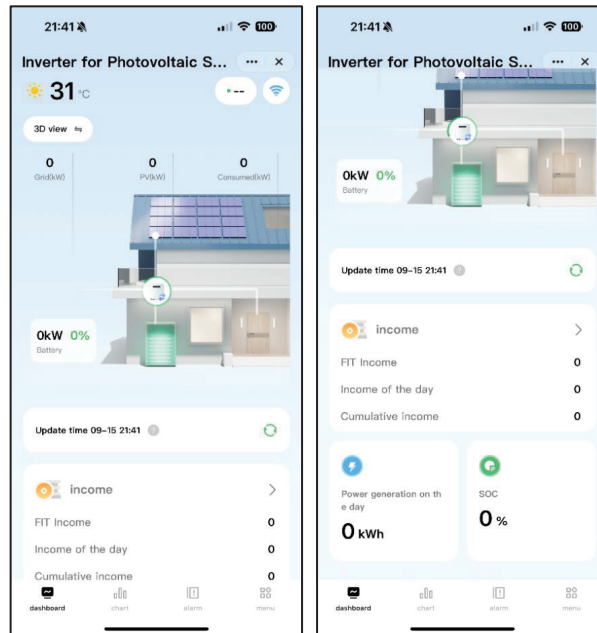 21:41
100
Inverter for Photovoltaic S...
31 °C
--
3D view
0
Grid(kW)
0
PV(kW)
0
Consumed(kW)
0kW 0%
Battery
Update time 09-15 21:41 ?
income
FIT Income 0
Income of the day 0
Cumulative income 0
dashboard
chart
alarm
menu
21:41
100
Inverter for Photovoltaic S...
0kW 0%
Battery
Update time 09-15 21:41 ?
income
FIT Income 0
Income of the day 0
Cumulative income 0
Power generation on th
e day
0 kWh
SOC
0 %
dashboard
chart
alarm
menu